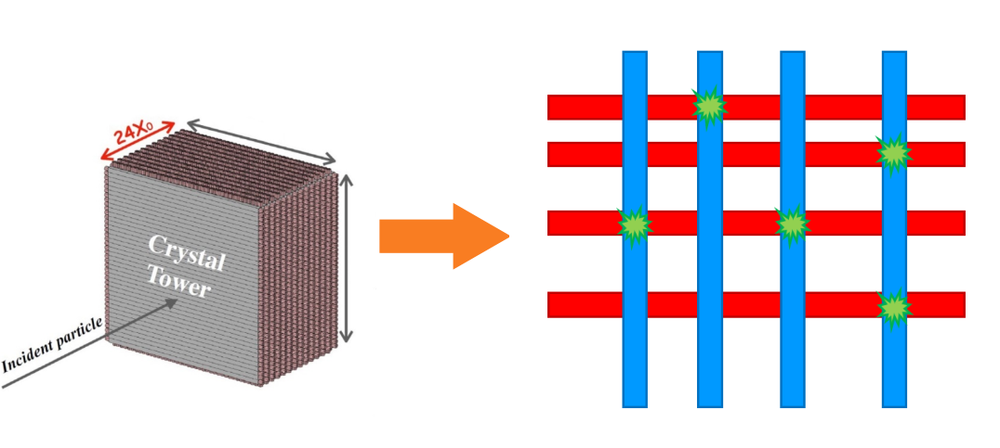 24X₀
Crystal
Tower
Incident particle